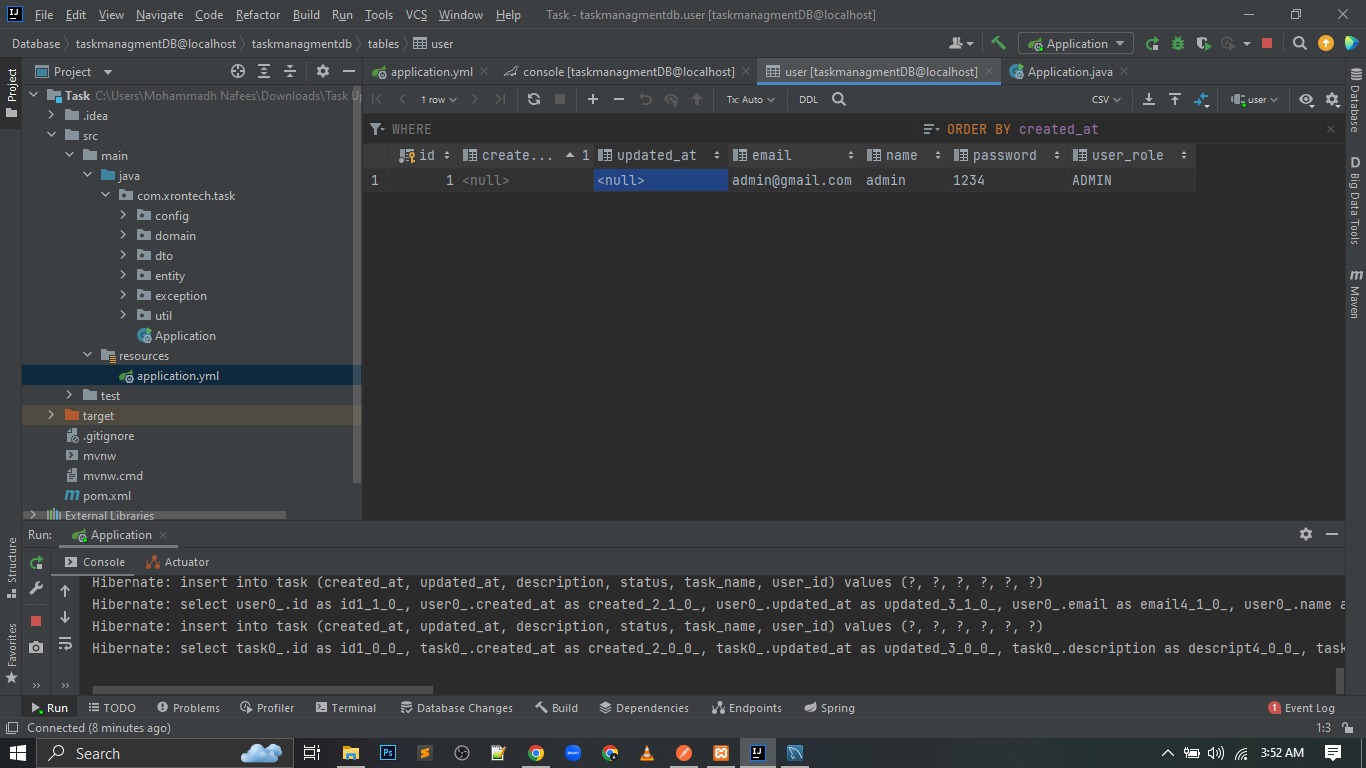 File Edit View Navigate Code Refactor Build Run Tools VCS Window Help Task - taskmanagmentdb.user [taskmanagmentDB@localhost]
Database taskmanagmentDB@localhost taskmanagmentdb tables user Application
Project
Project
application.yml console [taskmanagmentDB@localhost] user [taskmanagmentDB@localhost] Application.java
1 row Tx: Auto DDL CSV user
WHERE ORDER BY created_at
id create... 1 updated_at email name password user_role
1 1 <null> <null> admin@gmail.com admin 1234 ADMIN
Task C:\Users\Mohammadh Nafees\Downloads\Task Up
.idea
src
main
java
com.xrontech.task
config
domain
dto
entity
exception
util
Application
resources
application.yml
test
target
.gitignore
mvnw
mvnw.cmd
pom.xml
External Libraries
Database
D Big Data Tools
m Maven
Structure
Favorites
Run: Application
Console Actuator
Hibernate: insert into task (created_at, updated_at, description, status, task_name, user_id) values (?, ?, ?, ?, ?, ?)
Hibernate: select user0_.id as id1_1_0_, user0_.created_at as created_2_1_0_, user0_.updated_at as updated_3_1_0_, user0_.email as email4_1_0_, user0_.name a
Hibernate: insert into task (created_at, updated_at, description, status, task_name, user_id) values (?, ?, ?, ?, ?, ?)
Hibernate: select task0_.id as id1_0_0_, task0_.created_at as created_2_0_0_, task0_.updated_at as updated_3_0_0_, task0_.description as descript4_0_0_, task
Run TODO Problems Profiler Terminal Database Changes Build Dependencies Endpoints Spring 1 Event Log
Connected (8 minutes ago) 1:3
Search 3:52 AM